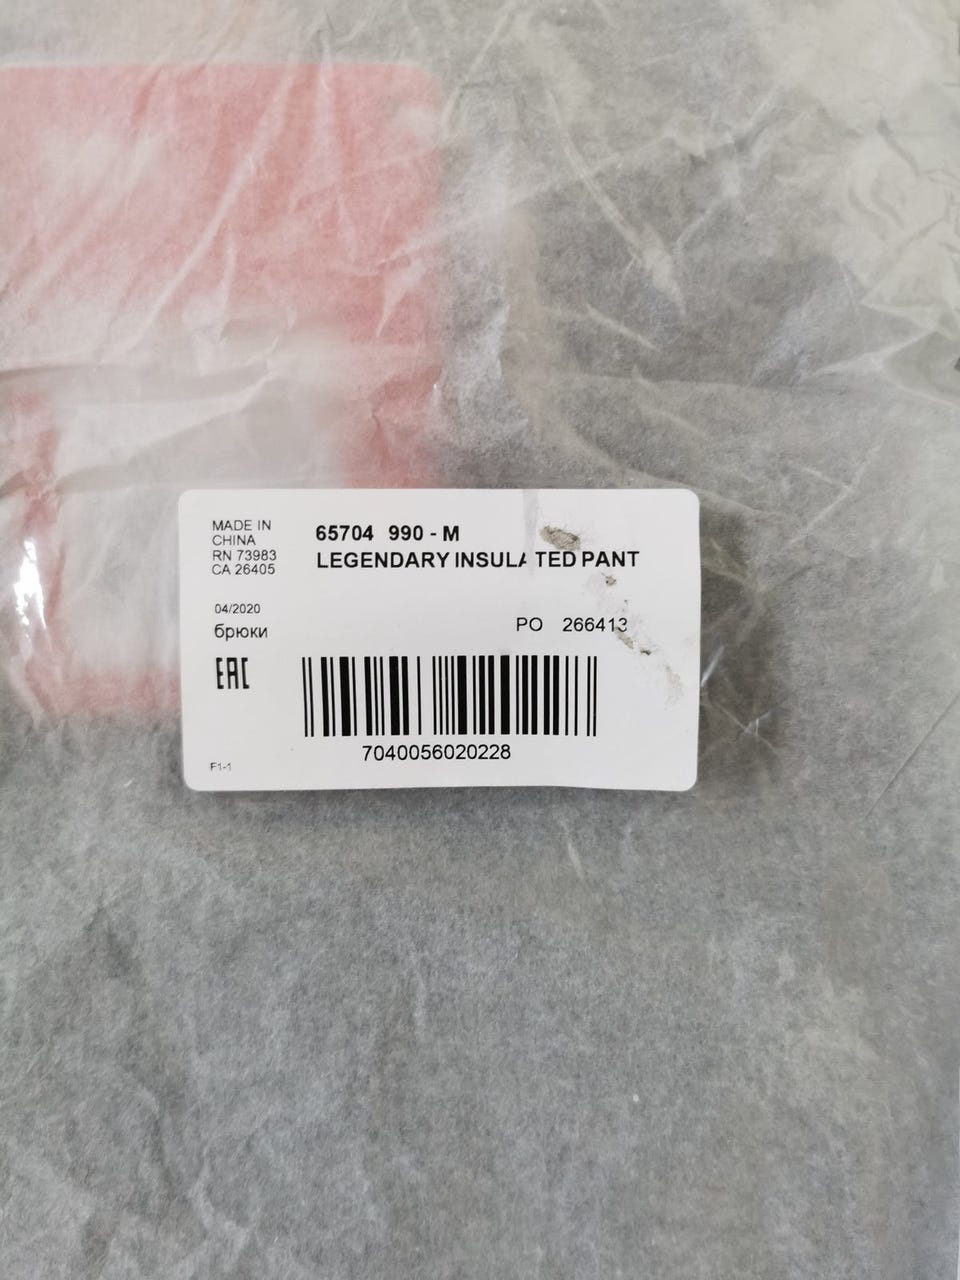 MADE IN
CHINA
RN 73983
CA 26405
65704 990 - M
LEGENDARY INSULATED PANT
04/2020
брюки
PO 266413
EAC
7040056020228
F1-1